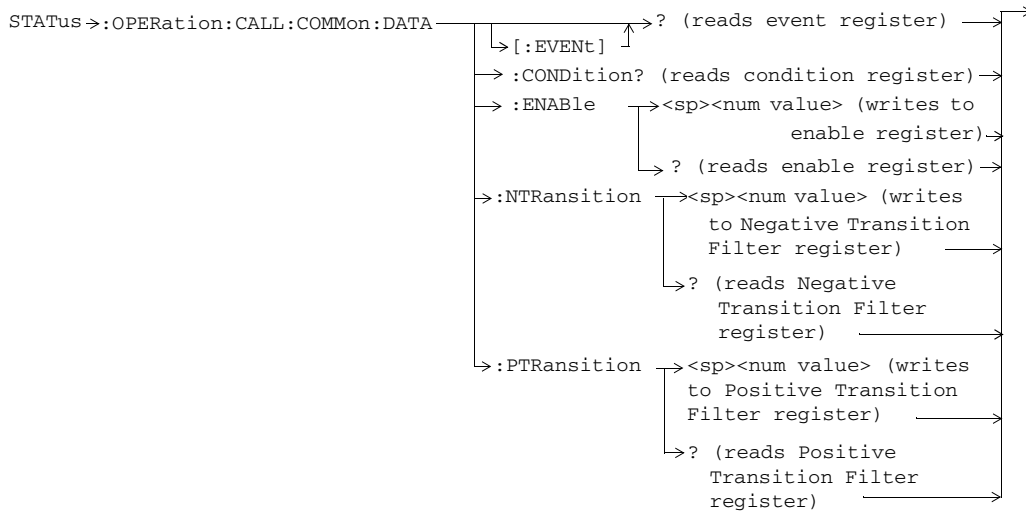 STATus :OPERation:CALL:COMMon:DATA ? (reads event register)
[:EVENt]
:CONDition? (reads condition register)
:ENABle <sp><num value> (writes to
enable register)
? (reads enable register)
:NTRansition <sp><num value> (writes
to Negative Transition
Filter register)
? (reads Negative
Transition Filter
register)
:PTRansition <sp><num value> (writes
to Positive Transition
Filter register)
? (reads Positive
Transition Filter
register)